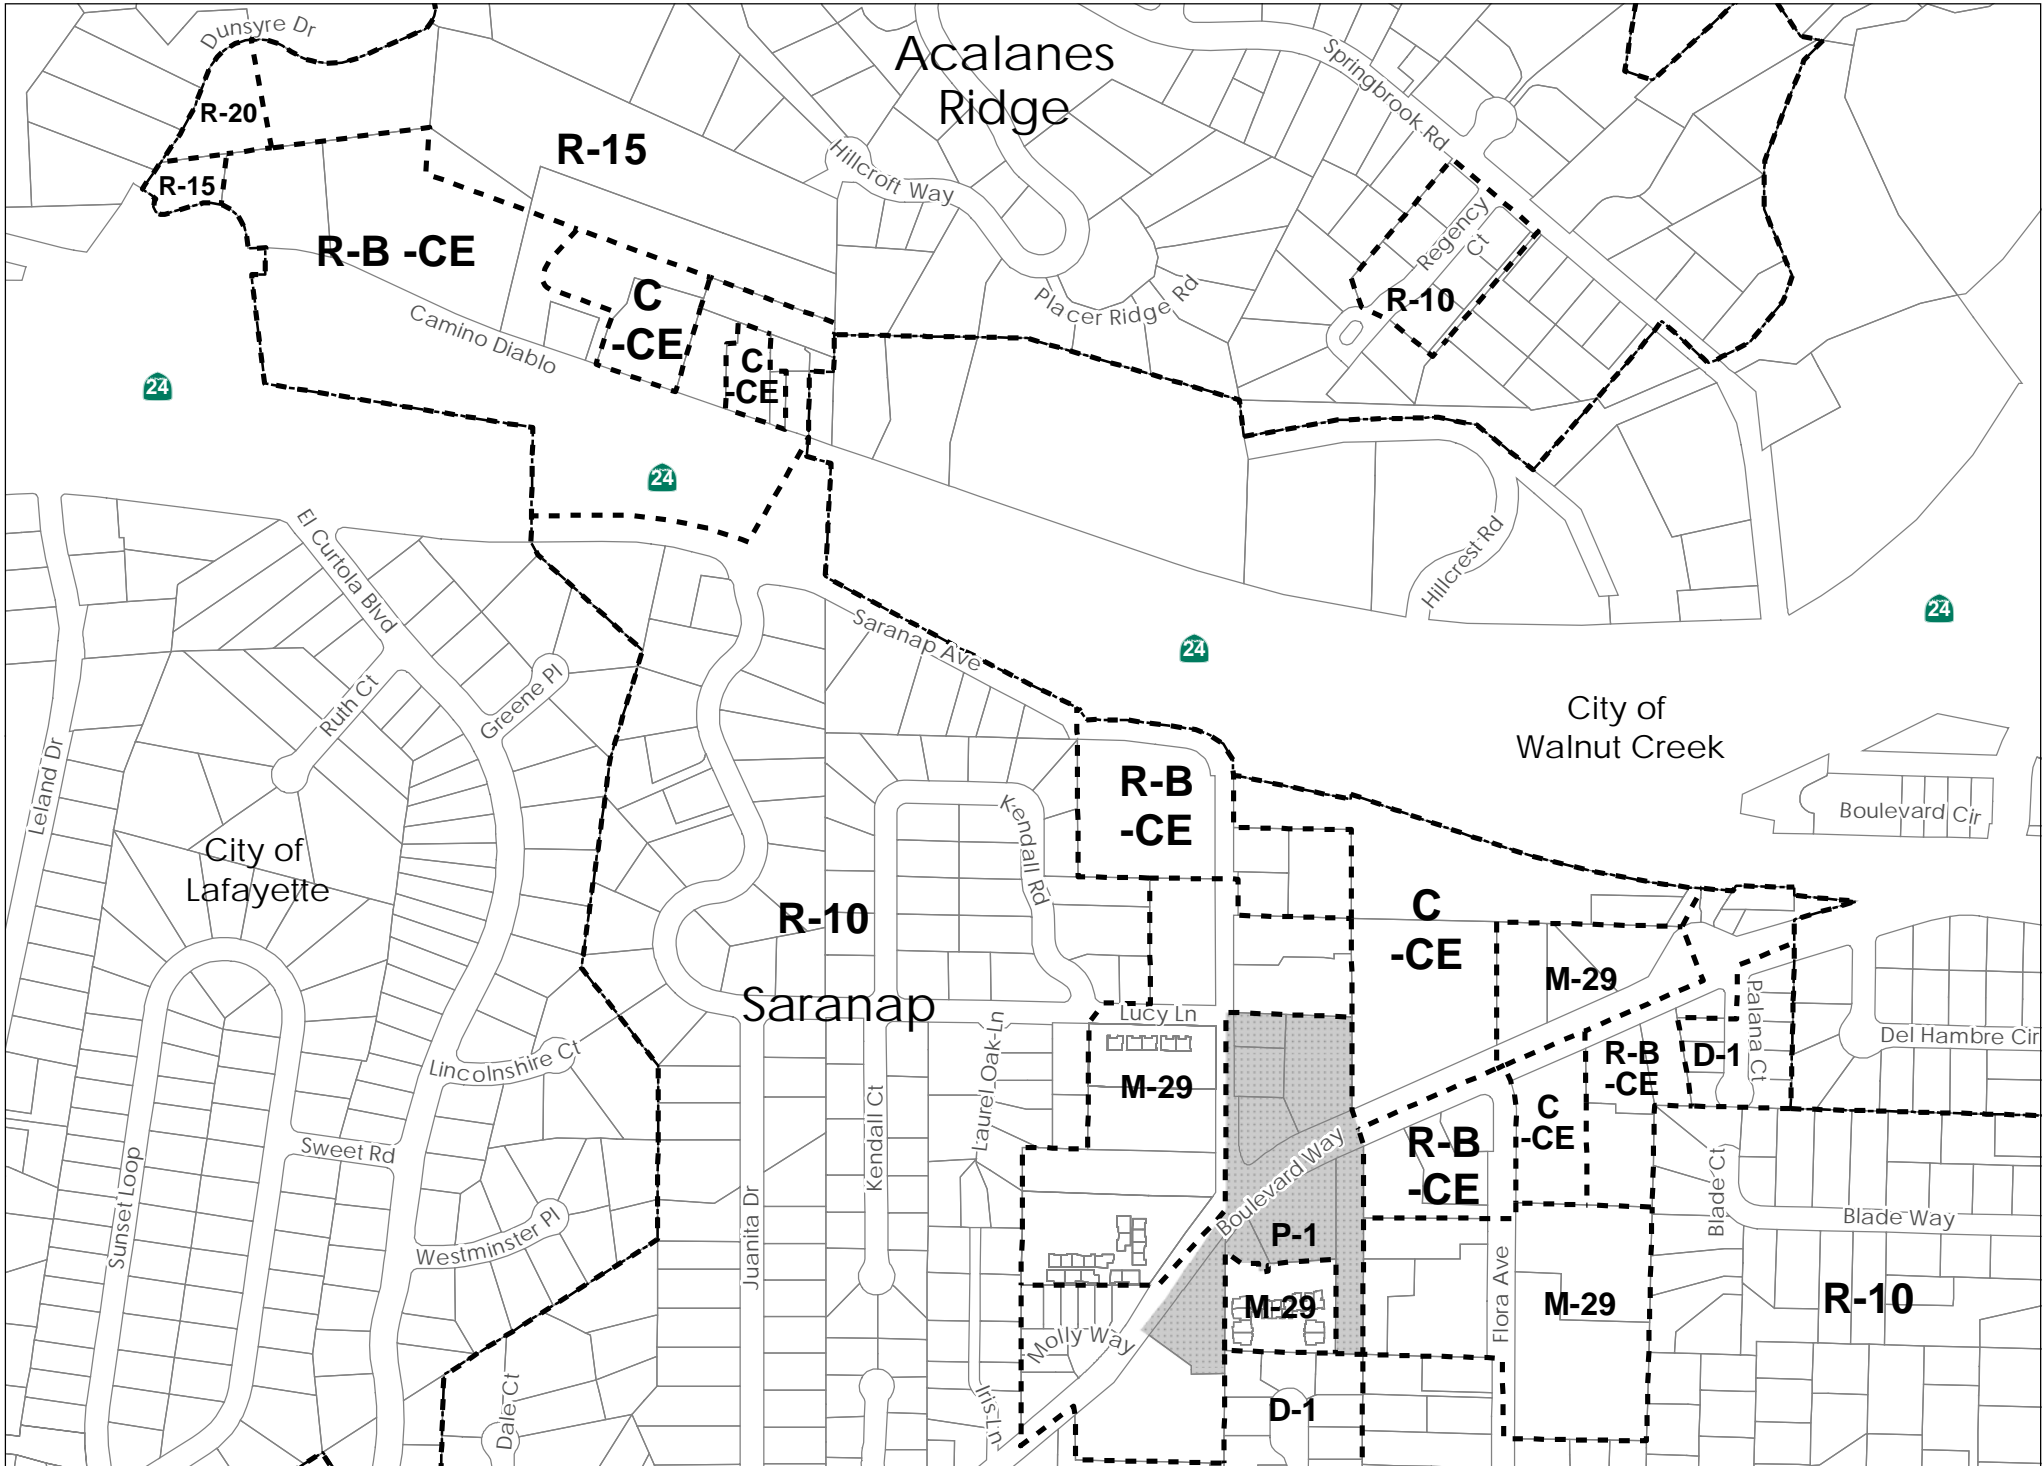 Dunsyre Dr
Acalanes
Ridge
Springbrook Rd
R-20
R-15
R-15
Hillcroft Way
Regency
Ct
R-B -CE
C
-CE
Placer Ridge Rd
R-10
Camino Diablo
C
-CE
24
24
El Curtola Blvd
Hillcrest Rd
24
24
Saranap Ave
Greene Pl
Ruth Ct
City of
Walnut Creek
Leland Dr
R-B
-CE
Kendall Rd
Boulevard Cir
City of
Lafayette
R-10
C
-CE
M-29
Saranap
Lucy Ln
Palana Ct
Del Hambre Cir
Laurel Oak Ln
Lincolnshire Ct
M-29
R-B
-CE
D-1
C
-CE
Kendall Ct
Sweet Rd
R-B
-CE
Boulevard Way
Blade Ct
Sunset Loop
Juanita Dr
Westminster Pl
P-1
Blade Way
M-29
M-29
R-10
Flora Ave
Molly Way
Iris Ln
Dale Ct
D-1